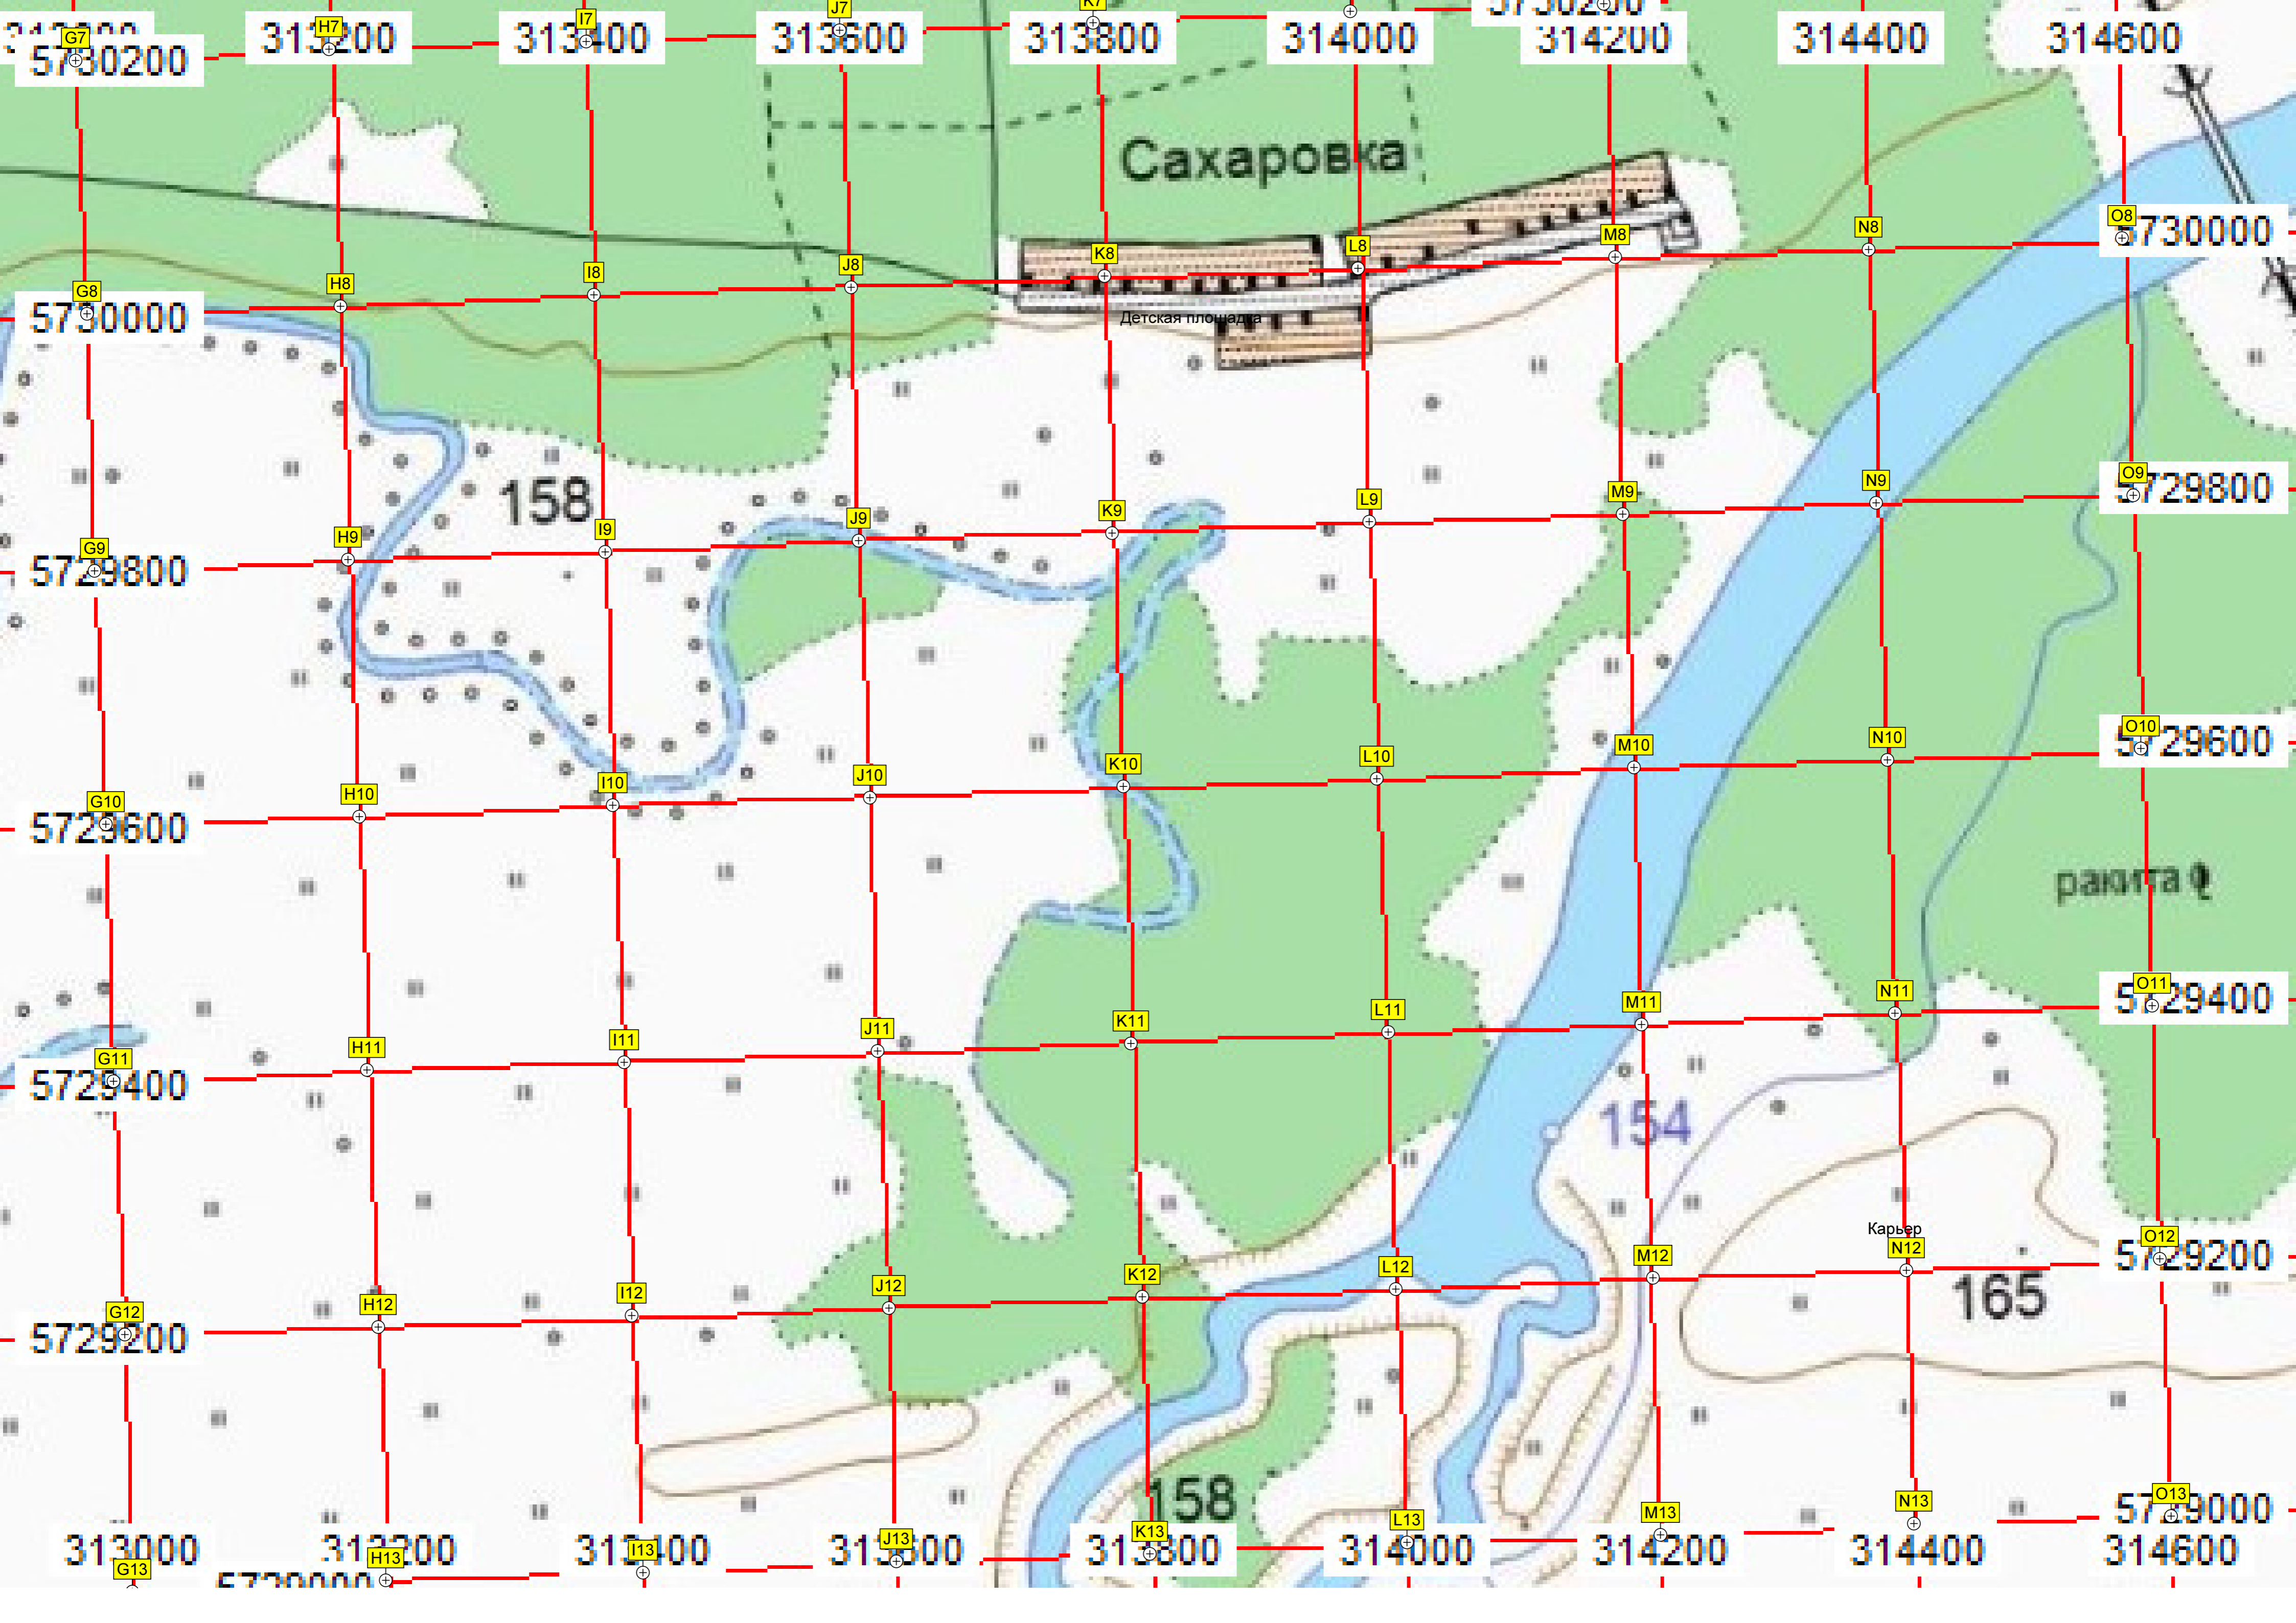 G7 H7 I7 J7 K7
313200 313400 313600 313800 314000 314200 314400 314600
5730200 5730200
Сахаровка
G8 H8 I8 J8 K8 L8 M8 N8 O8
5730000 5730000
Детская площадка
158
G9 H9 I9 J9 K9 L9 M9 N9 O9
5729800 5729800
G10 H10 I10 J10 K10 L10 M10 N10 O10
5729600 5729600
ракита
G11 H11 I11 J11 K11 L11 M11 N11 O11
5729400 5729400
154
Карьер
G12 H12 I12 J12 K12 L12 M12 N12 O12
5729200 5729200
165
158
G13 H13 I13 J13 K13 L13 M13 N13 O13
5729000
313000 313200 313400 313600 313800 314000 314200 314400 314600
5729000